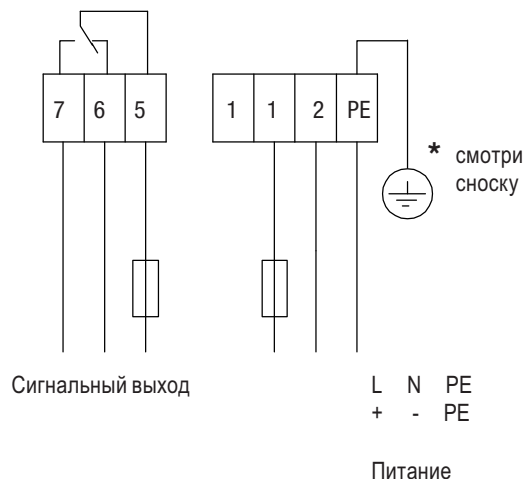 7 6 5 1 1 2 PE
* смотри
сноску
Сигнальный выход L N PE
+ - PE
Питание